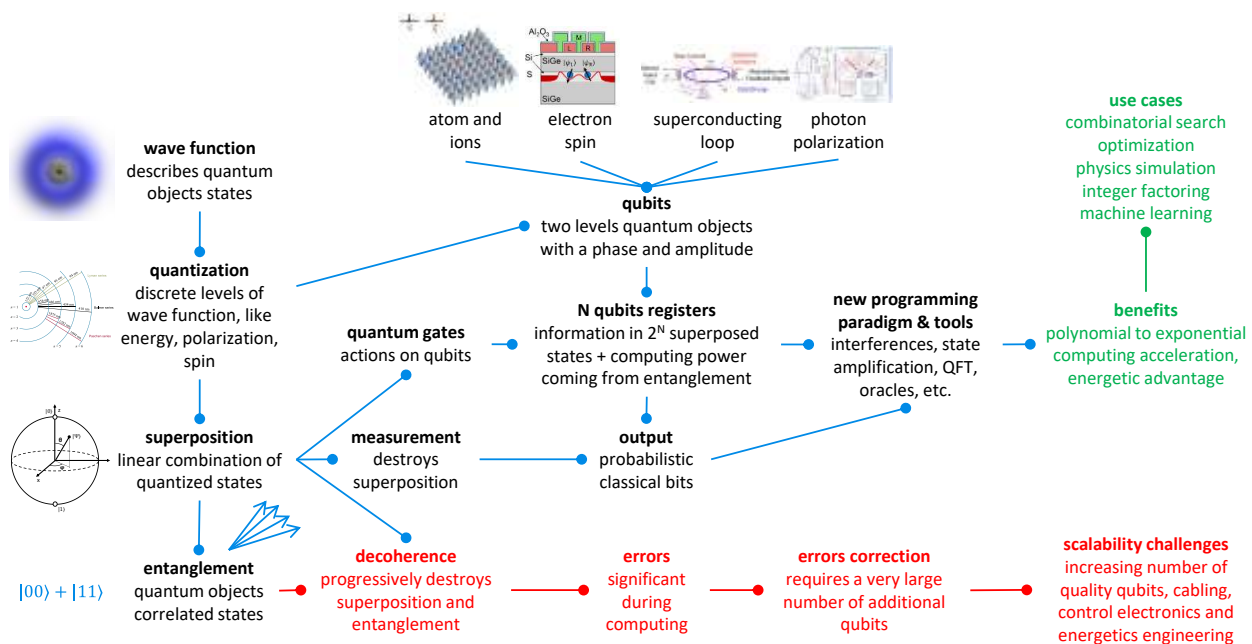 Al₂O₃
M
L
R
Si
SiGe
S
SiGe
atom and
ions
electron
spin
superconducting
loop
photon
polarization
use cases
combinatorial search
optimization
physics simulation
integer factoring
machine learning
wave function
describes quantum
objects states
qubits
two levels quantum objects
with a phase and amplitude
quantization
discrete levels of
wave function, like
energy, polarization,
spin
quantum gates
actions on qubits
N qubits registers
information in 2ᴺ superposed
states + computing power
coming from entanglement
new programming
paradigm & tools
interferences, state
amplification, QFT,
oracles, etc.
benefits
polynomial to exponential
computing acceleration,
energetic advantage
|0⟩
z
|Ψ⟩
θ
φ
x
|1⟩
superposition
linear combination of
quantized states
measurement
destroys
superposition
output
probabilistic
classical bits
|00⟩ + |11⟩
entanglement
quantum objects
correlated states
decoherence
progressively destroys
superposition and
entanglement
errors
significant
during
computing
errors correction
requires a very large
number of additional
qubits
scalability challenges
increasing number of
quality qubits, cabling,
control electronics and
energetics engineering